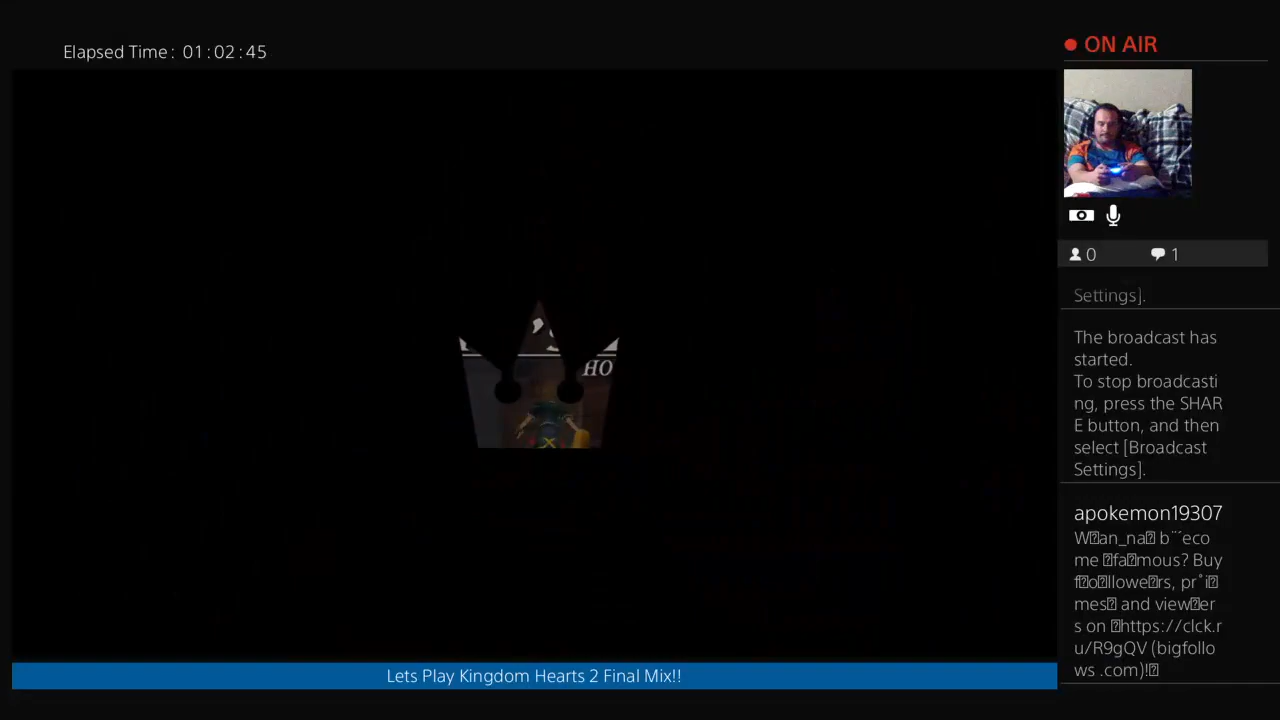 Elapsed Time: 01:02:45
ON AIR
0 1
Settings].
The broadcast has
started.
To stop broadcasti
ng, press the SHAR
E button, and then
select [Broadcast
Settings].
apokemon19307
W an_na b¨´eco
me fa mous? Buy
f o llowe rs, pr˚i
mes and view er
s on https://clck.r
u/R9gQV (bigfollo
ws .com)!
HO
Lets Play Kingdom Hearts 2 Final Mix!!